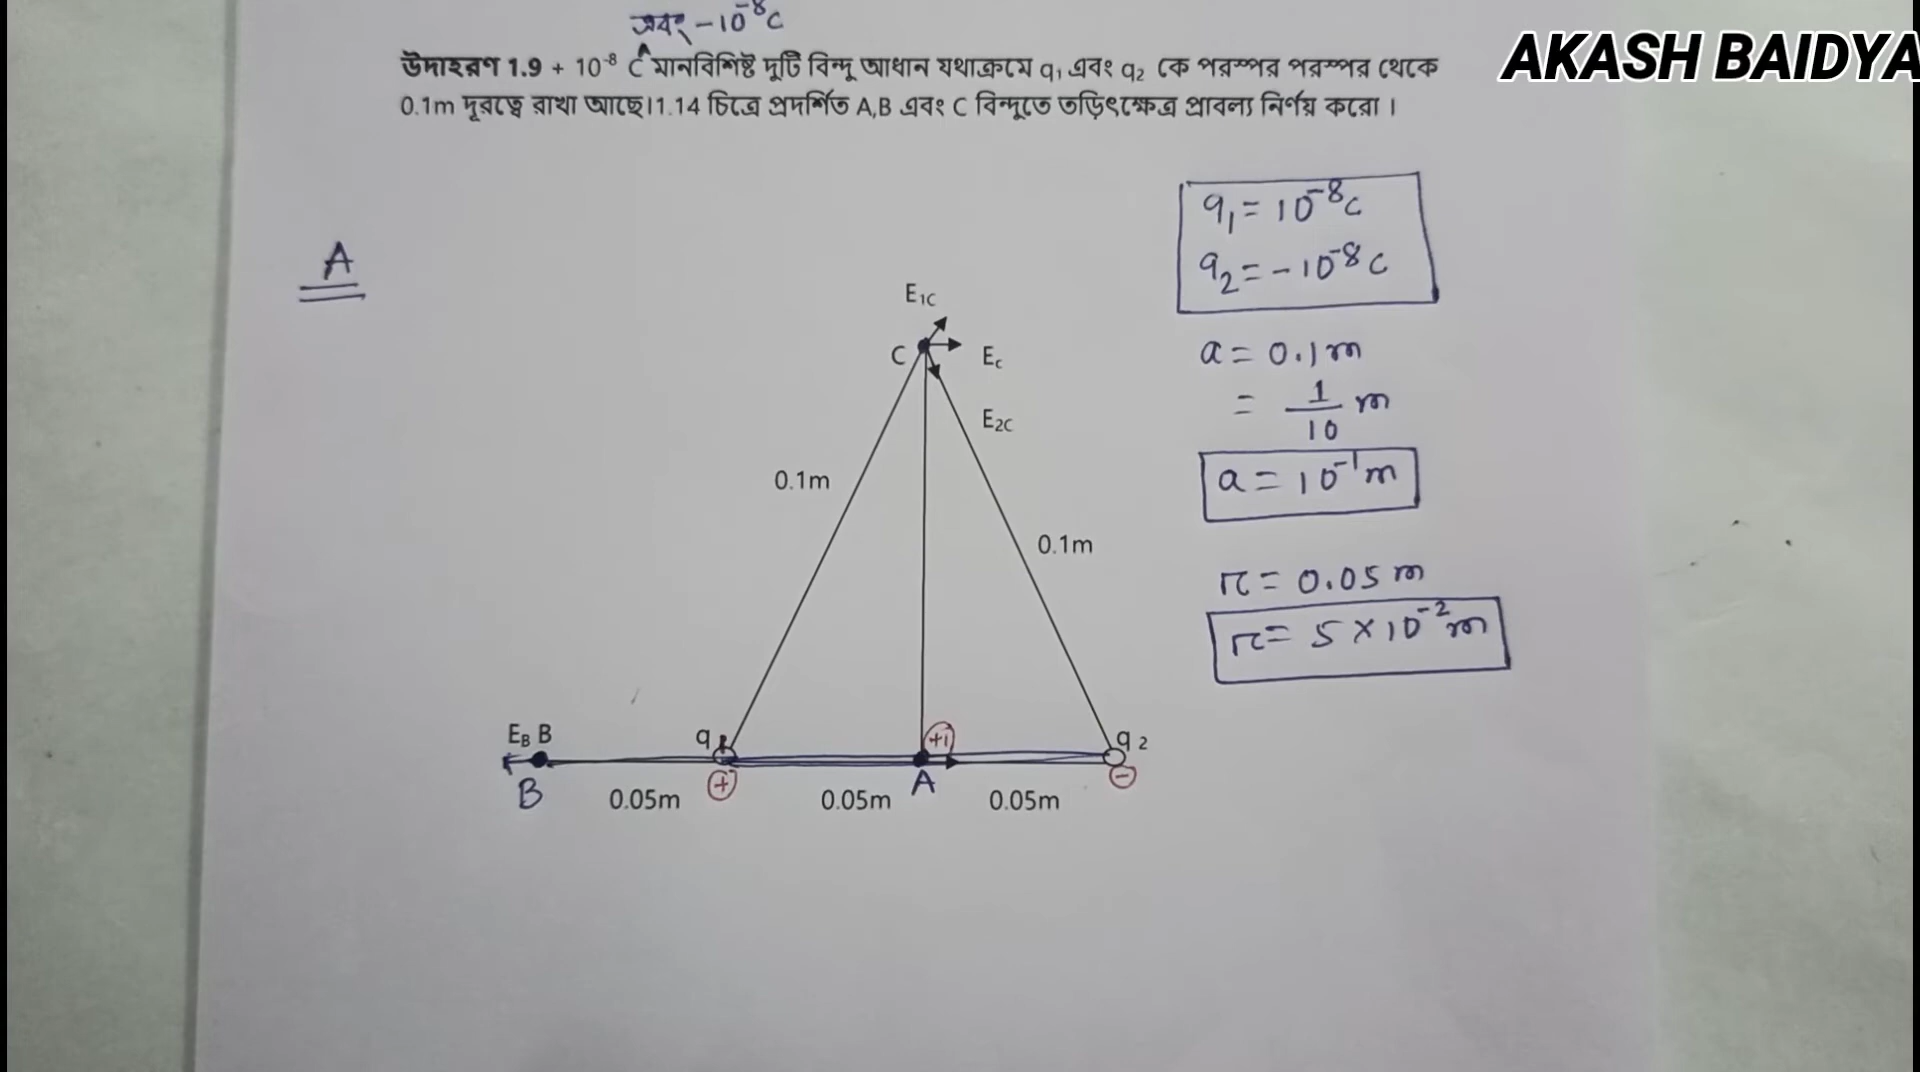 এবং -10⁻⁸C
AKASH BAIDYA
উদাহরণ 1.9 + 10⁻⁸ C মানবিশিষ্ট দুটি বিন্দু আধান যথাক্রমে q₁ এবং q₂ কে পরস্পর পরস্পর থেকে
0.1m দূরত্বে রাখা আছে।1.14 চিত্রে প্রদর্শিত A,B এবং C বিন্দুতে তড়িৎক্ষেত্র প্রাবল্য নির্ণয় করো ।
q₁ = 10⁻⁸C
q₂ = -10⁻⁸C
A
E₁C
C
Ec
E₂C
a = 0.1m
= 1/10 m
a = 10⁻¹m
0.1m
0.1m
r = 0.05m
r = 5 × 10⁻²m
EB B
q₁
+1
q 2
B
0.05m
+
0.05m
A
0.05m
−